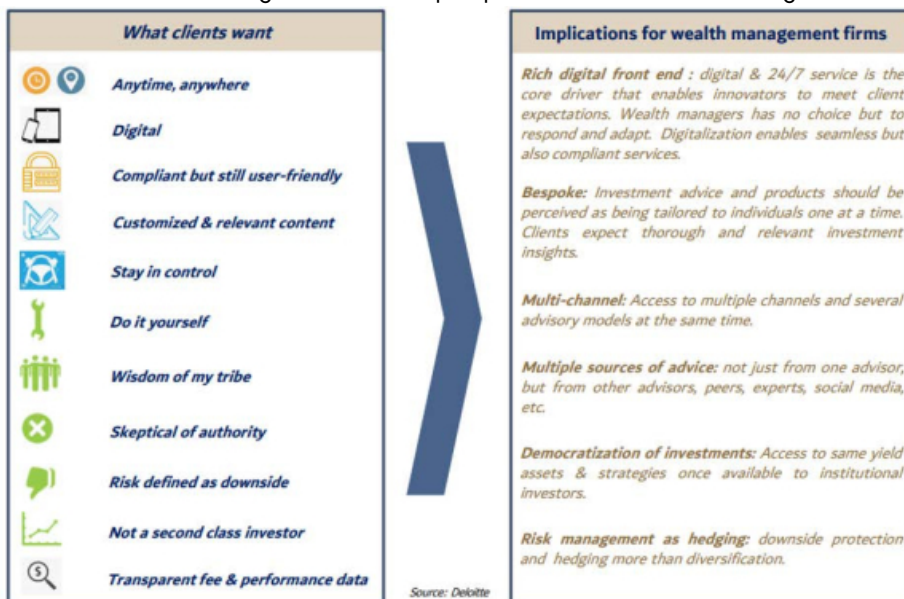 What clients want
Anytime, anywhere
Digital
Compliant but still user-friendly
Customized & relevant content
Stay in control
Do it yourself
Wisdom of my tribe
Skeptical of authority
Risk defined as downside
Not a second class investor
$
Transparent fee & performance data
Source: Deloitte
Implications for wealth management firms
Rich digital front end : digital & 24/7 service is the
core driver that enables innovators to meet client
expectations. Wealth managers has no choice but to
respond and adapt. Digitalization enables seamless but
also compliant services.
Bespoke: Investment advice and products should be
perceived as being tailored to individuals one at a time.
Clients expect thorough and relevant investment
insights.
Multi-channel: Access to multiple channels and several
advisory models at the same time.
Multiple sources of advice: not just from one advisor,
but from other advisors, peers, experts, social media,
etc.
Democratization of investments: Access to same yield
assets & strategies once available to institutional
investors.
Risk management as hedging: downside protection
and hedging more than diversification.